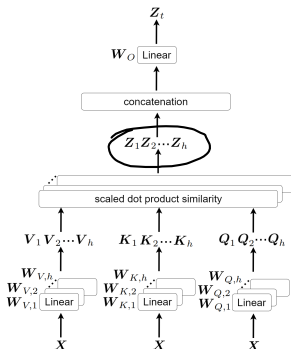 Z_t
W_O Linear
concatenation
Z_1 Z_2 ⋯ Z_h
scaled dot product similarity
V_1 V_2 ⋯ V_h K_1 K_2 ⋯ K_h Q_1 Q_2 ⋯ Q_h
W_{V,h} W_{K,h} W_{Q,h}
W_{V,2} W_{K,2} W_{Q,2}
W_{V,1} Linear W_{K,1} Linear W_{Q,1} Linear
X X X